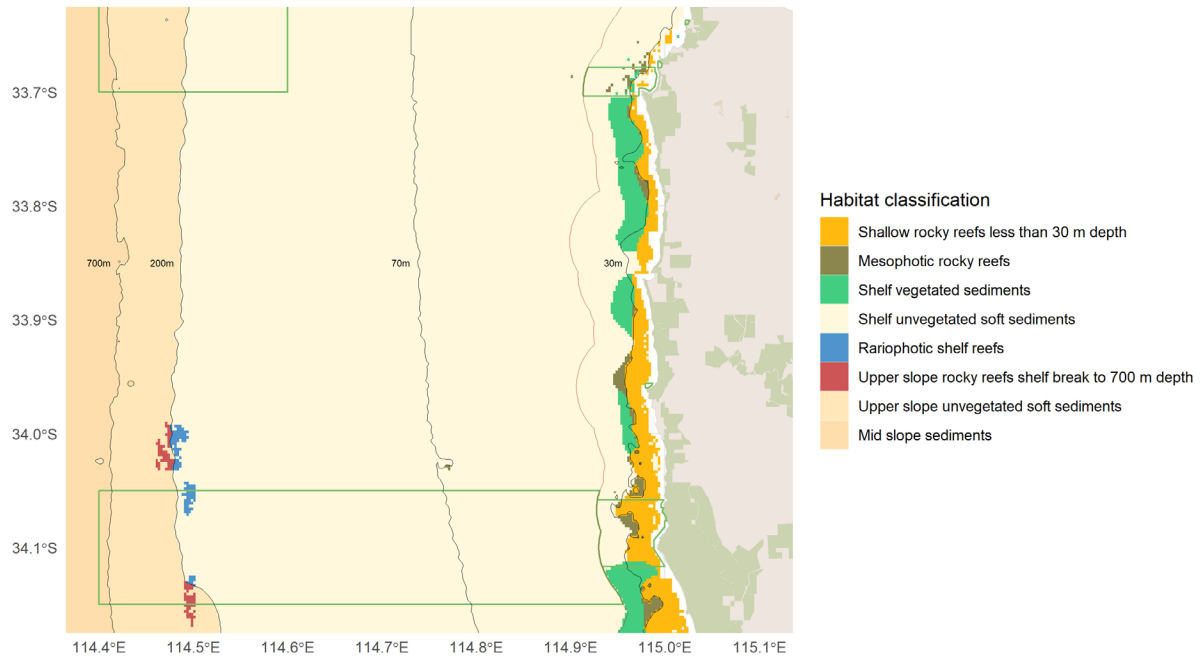 33.7°S
33.8°S
33.9°S
34.0°S
34.1°S
700m
200m
70m
30m
114.4°E
114.5°E
114.6°E
114.7°E
114.8°E
114.9°E
115.0°E
115.1°E
Habitat classification
Shallow rocky reefs less than 30 m depth
Mesophotic rocky reefs
Shelf vegetated sediments
Shelf unvegetated soft sediments
Rariophotic shelf reefs
Upper slope rocky reefs shelf break to 700 m depth
Upper slope unvegetated soft sediments
Mid slope sediments